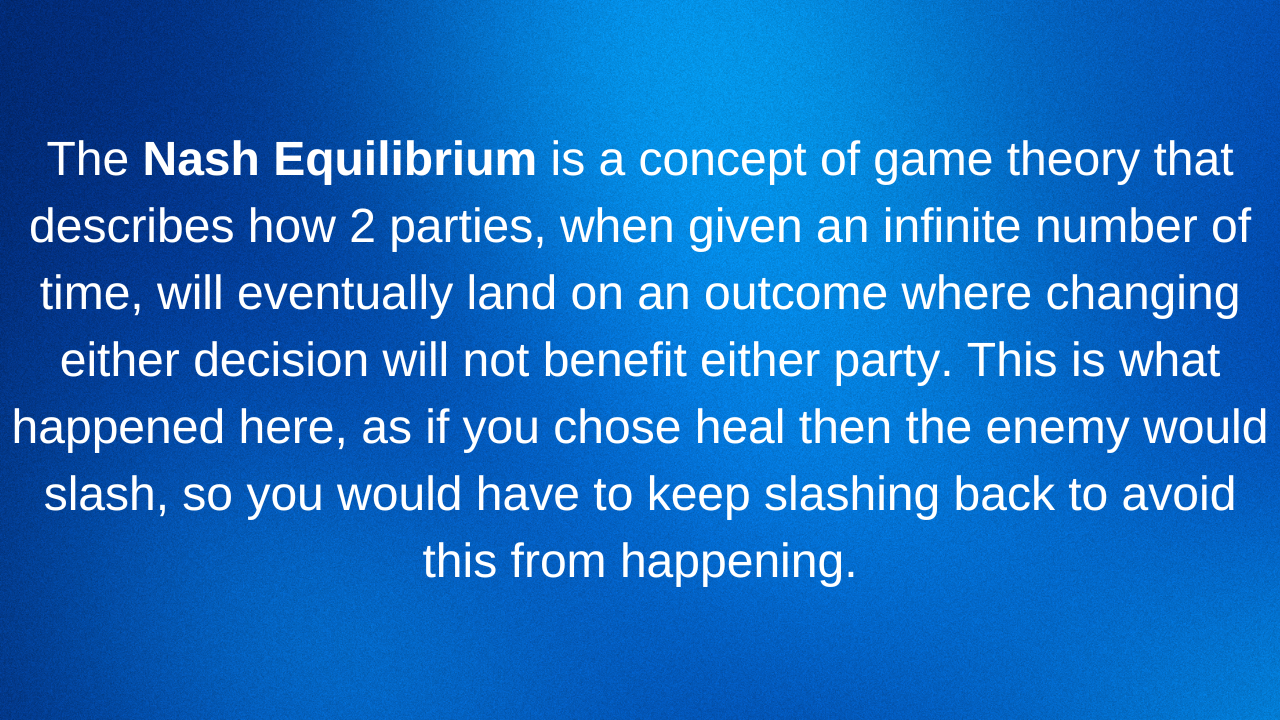 The Nash Equilibrium is a concept of game theory that
describes how 2 parties, when given an infinite number of
time, will eventually land on an outcome where changing
either decision will not benefit either party. This is what
happened here, as if you chose heal then the enemy would
slash, so you would have to keep slashing back to avoid
this from happening.